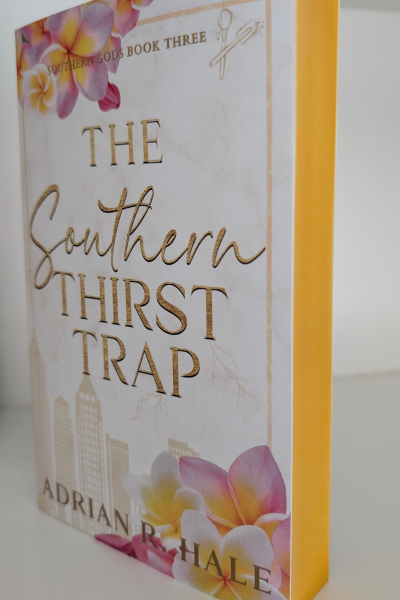 SOUTHERN GODS BOOK THREE
THE
Southern
THIRST
TRAP
ADRIAN R. HALE